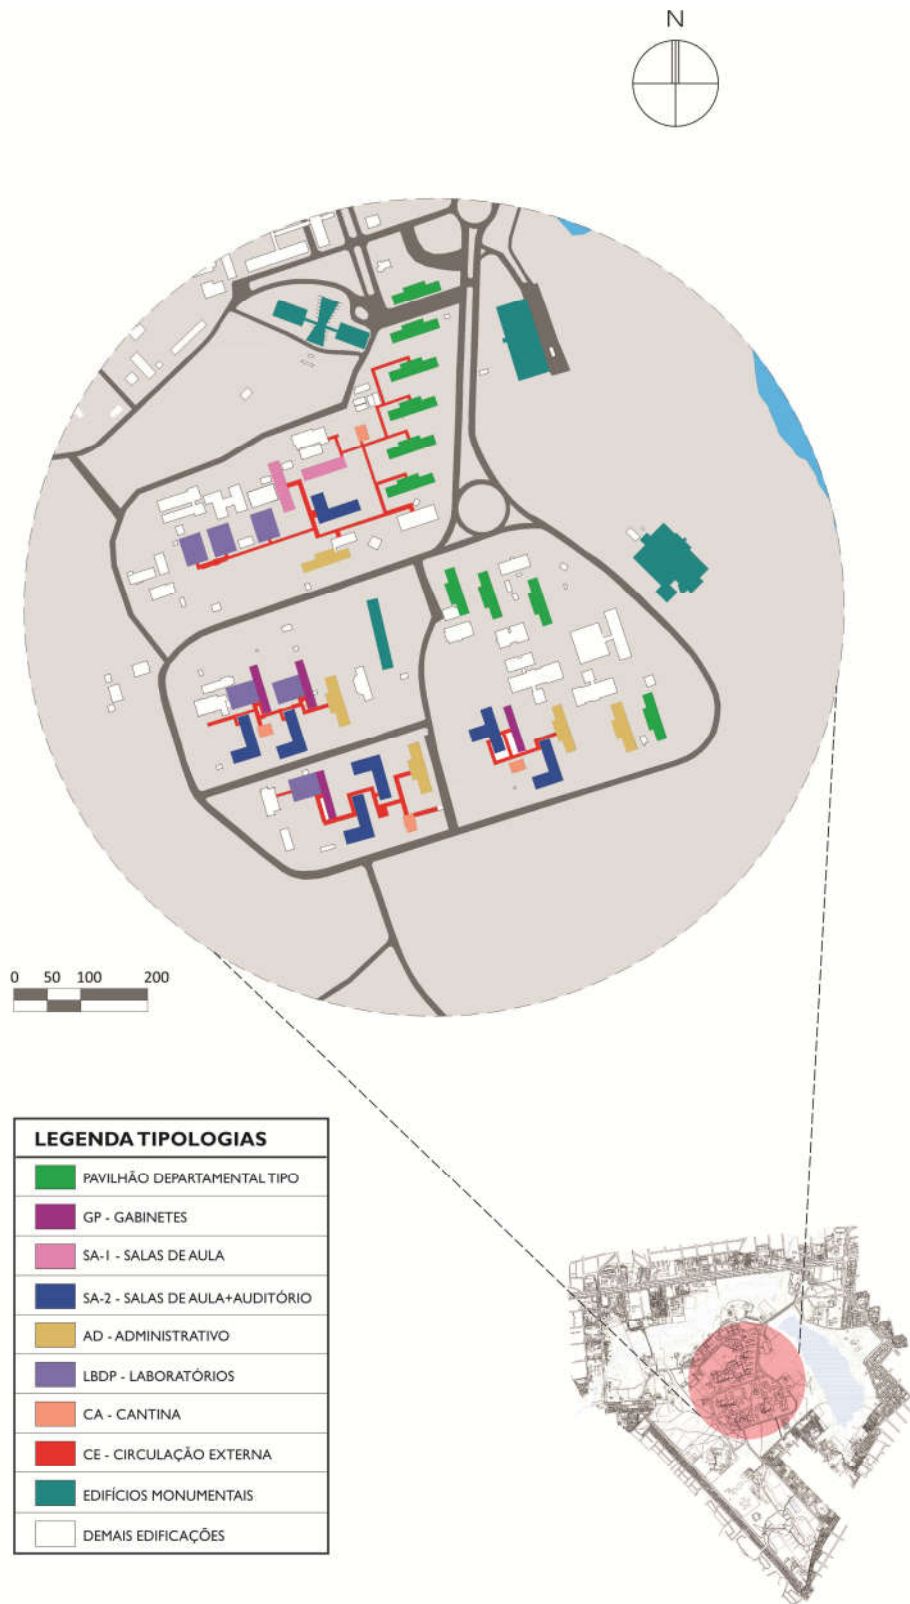 N
0 50 100 200
LEGENDA TIPOLOGIAS
PAVILHÃO DEPARTAMENTAL TIPO
GP - GABINETES
SA-1 - SALAS DE AULA
SA-2 - SALAS DE AULA+AUDITÓRIO
AD - ADMINISTRATIVO
LBDP - LABORATÓRIOS
CA - CANTINA
CE - CIRCULAÇÃO EXTERNA
EDIFÍCIOS MONUMENTAIS
DEMAIS EDIFICAÇÕES